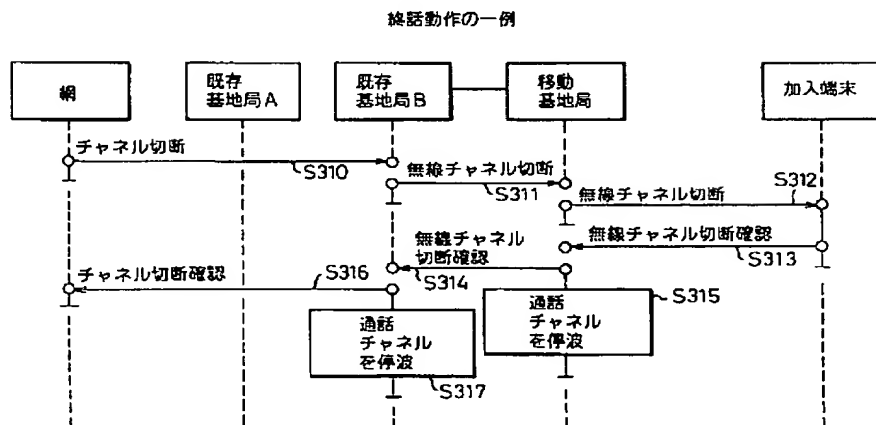 終話動作の一例
網
既存
基地局A
既存
基地局B
移動
基地局
加入端末
チャネル切断
S310
無線チャネル切断
S311
S312
無線チャネル切断
無線チャネル切断確認
S313
無線チャネル
切断確認
S314
チャネル切断確認
S316
通話
チャネル
を停波
S315
通話
チャネル
を停波
S317